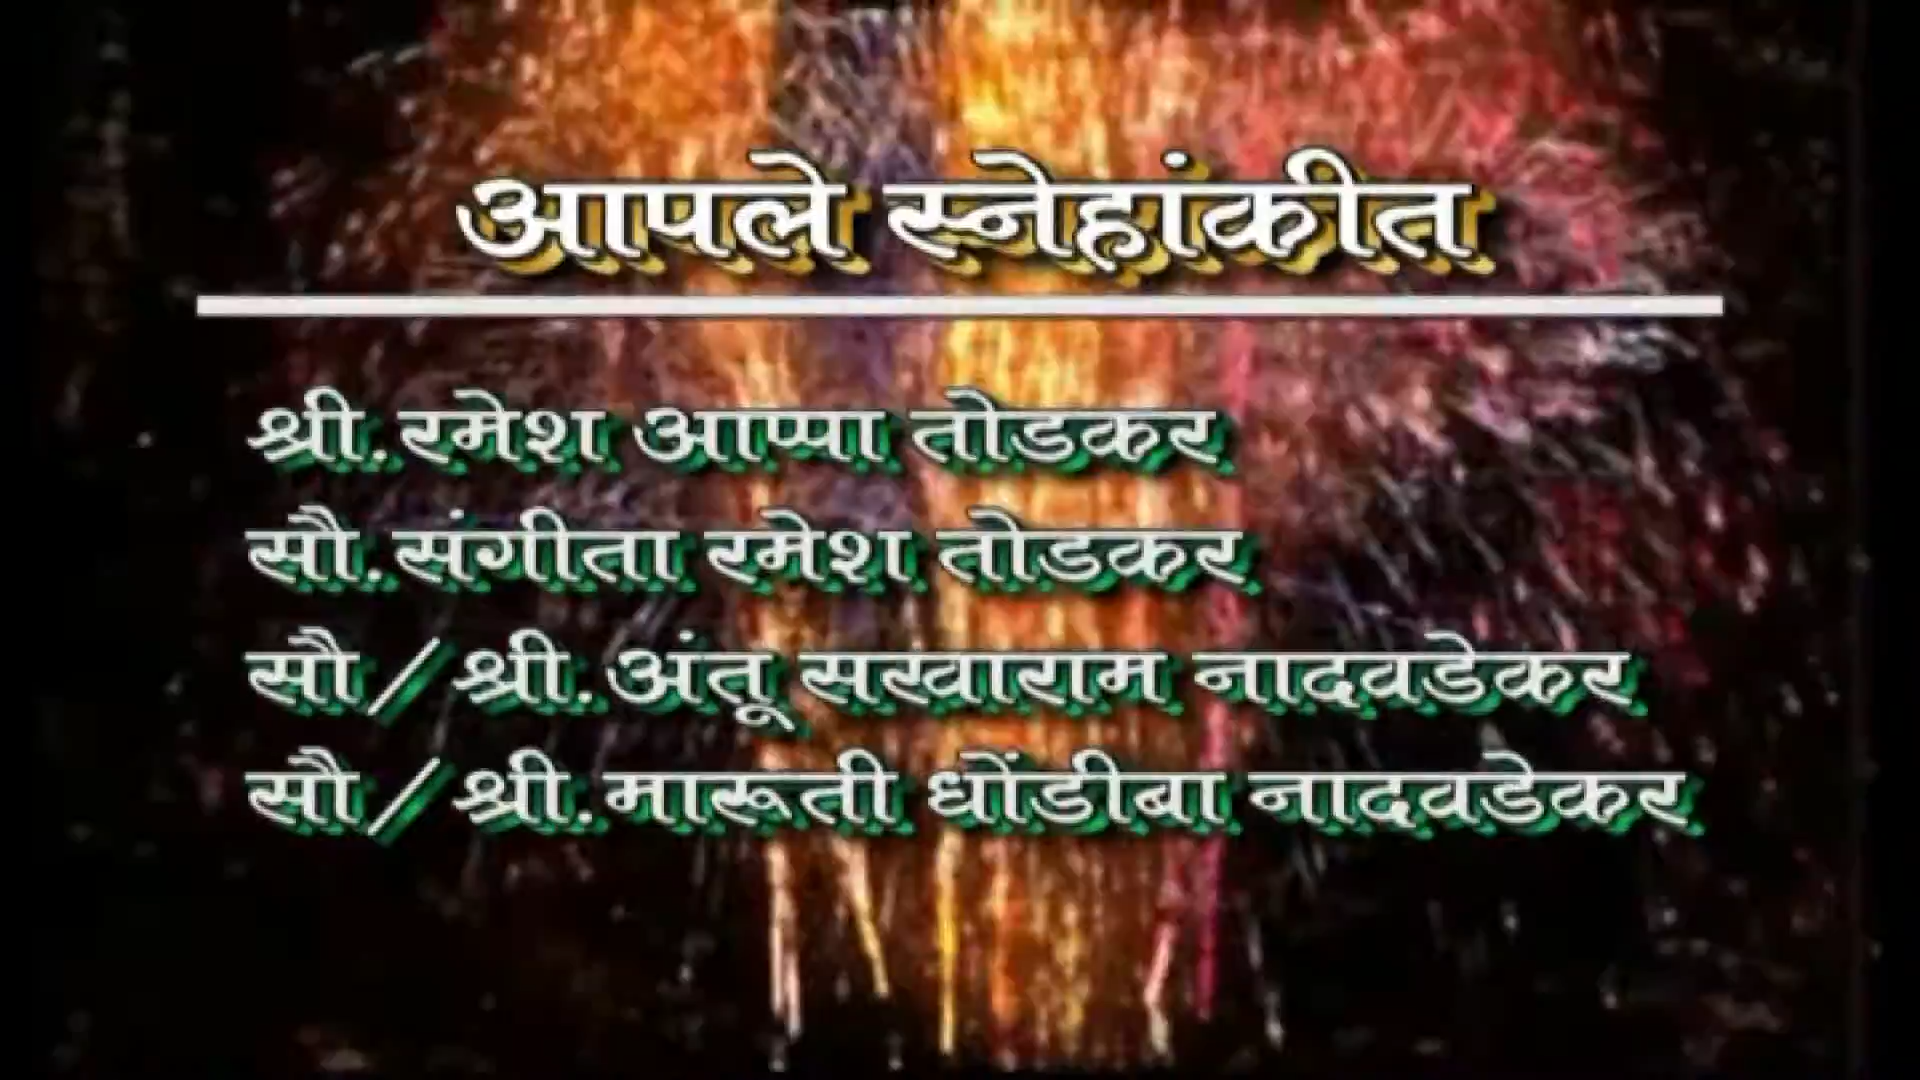 आपले स्नेहांकीत
श्री.रमेश आप्पा तोडकर
सौ.संगीता रमेश तोडकर
सौ/श्री.अंतू सखाराम नादवडेकर
सौ/श्री.मारूती धोंडीबा नादवडेकर